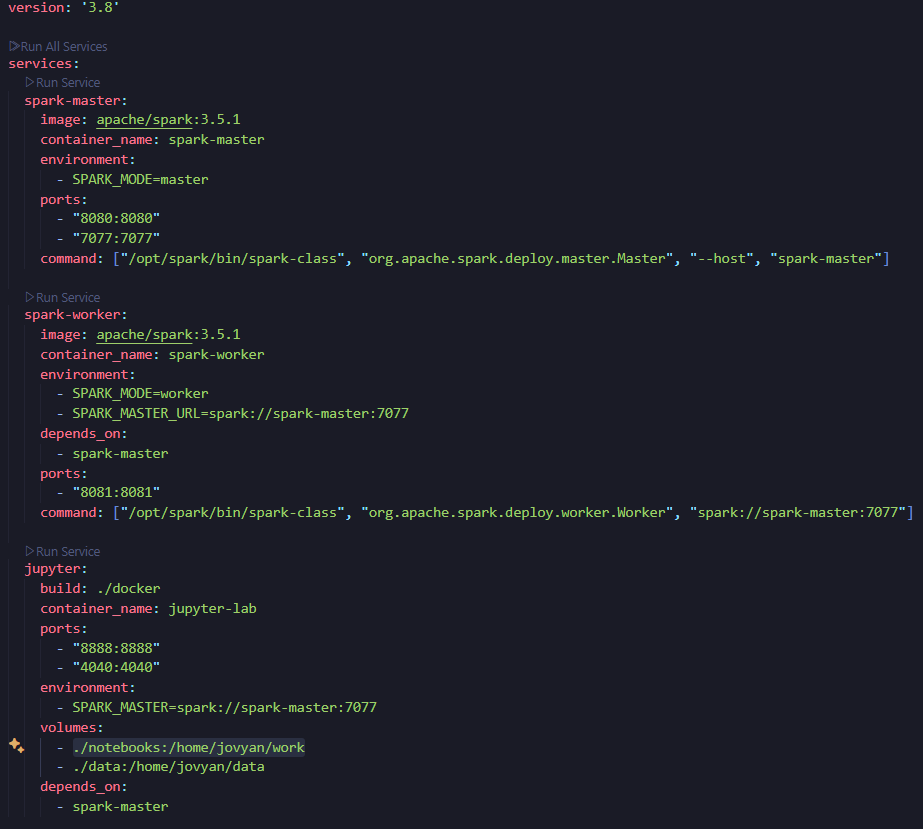 version: '3.8'
▷Run All Services
services:
▷Run Service
spark-master:
image: apache/spark:3.5.1
container_name: spark-master
environment:
- SPARK_MODE=master
ports:
- "8080:8080"
- "7077:7077"
command: ["/opt/spark/bin/spark-class", "org.apache.spark.deploy.master.Master", "--host", "spark-master"]
▷Run Service
spark-worker:
image: apache/spark:3.5.1
container_name: spark-worker
environment:
- SPARK_MODE=worker
- SPARK_MASTER_URL=spark://spark-master:7077
depends_on:
- spark-master
ports:
- "8081:8081"
command: ["/opt/spark/bin/spark-class", "org.apache.spark.deploy.worker.Worker", "spark://spark-master:7077"]
▷Run Service
jupyter:
build: ./docker
container_name: jupyter-lab
ports:
- "8888:8888"
- "4040:4040"
environment:
- SPARK_MASTER=spark://spark-master:7077
volumes:
- ./notebooks:/home/jovyan/work
- ./data:/home/jovyan/data
depends_on:
- spark-master